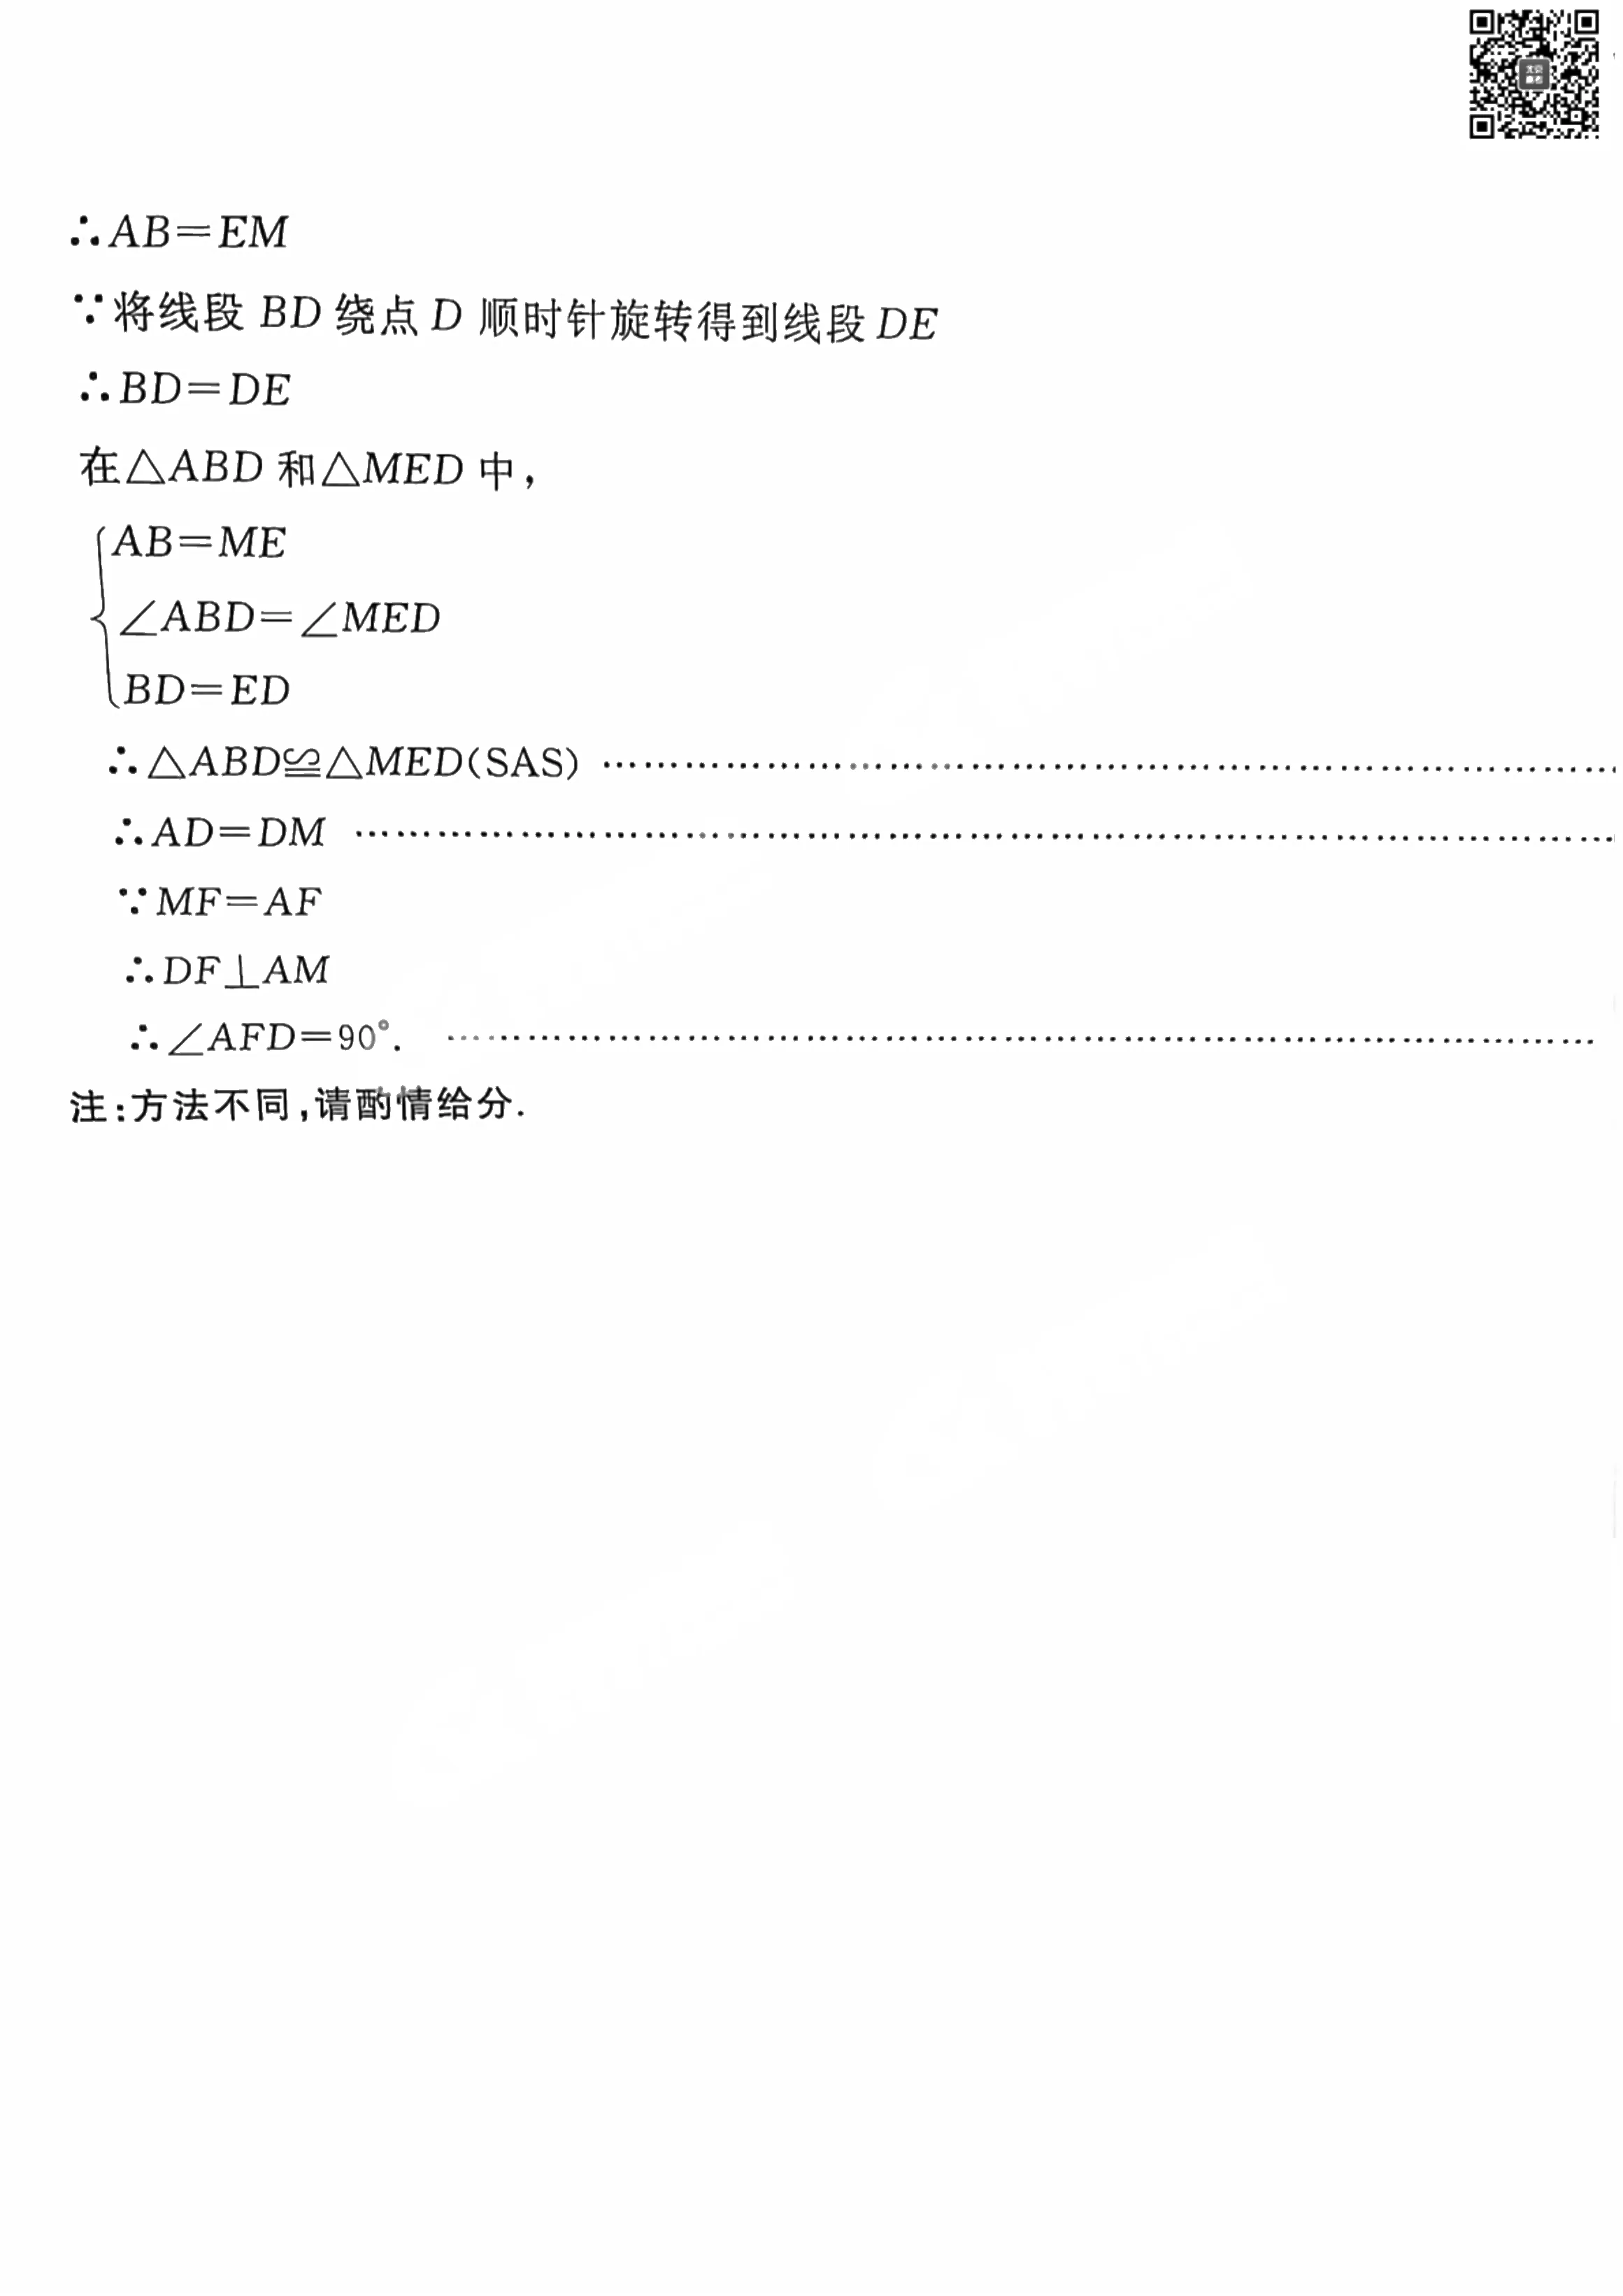 ∴AB=EM
∵将线段 BD 绕点 D 顺时针旋转得到线段 DE
∴BD=DE
在△ABD 和△MED 中,
AB=ME
∠ABD=∠MED
BD=ED
∴△ABD≌△MED(SAS) ………………………………………………
∴AD=DM ………………………………………………
∵MF=AF
∴DF⊥AM
∴∠AFD=90°. ………………………………………………
注:方法不同,请酌情给分.